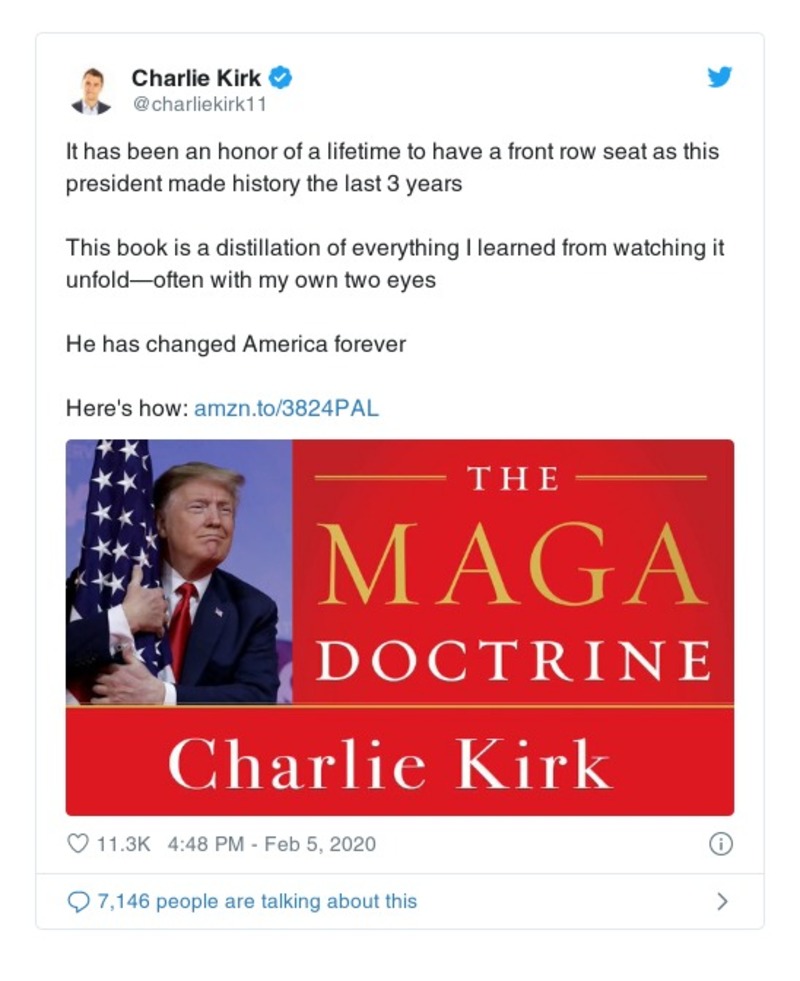 Charlie Kirk
@charliekirk11
It has been an honor of a lifetime to have a front row seat as this
president made history the last 3 years
This book is a distillation of everything I learned from watching it
unfold—often with my own two eyes
He has changed America forever
Here's how: amzn.to/3824PAL
THE
MAGA
DOCTRINE
Charlie Kirk
11.3K 4:48 PM - Feb 5, 2020
7,146 people are talking about this